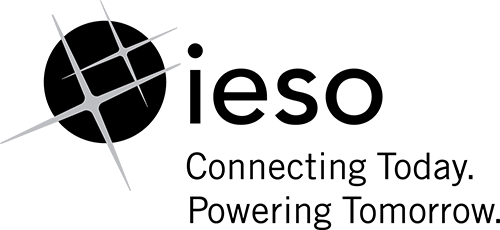 ieso
Connecting Today.
Powering Tomorrow.